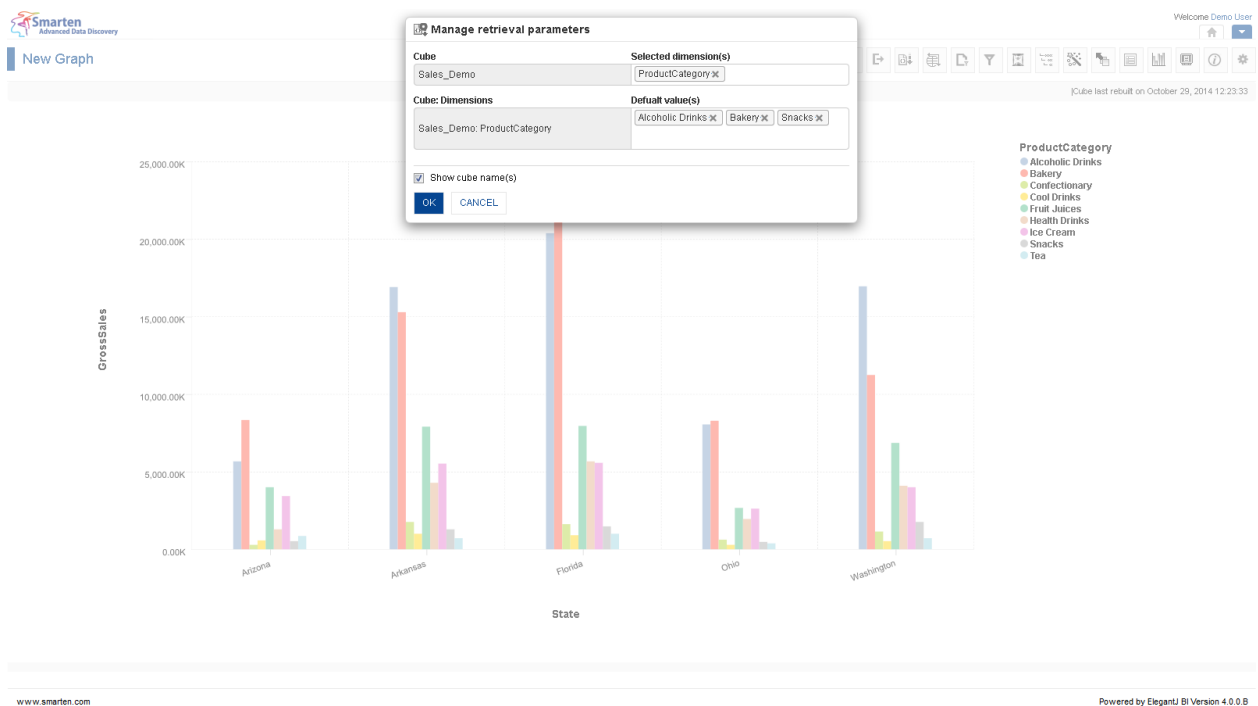 Smarten
Advanced Data Discovery
Welcome Demo User
New Graph
|Cube last rebuilt on October 29, 2014 12:23:33
Manage retrieval parameters
Cube
Selected dimension(s)
Sales_Demo
ProductCategory
Cube: Dimensions
Defualt value(s)
Sales_Demo: ProductCategory
Alcoholic Drinks
Bakery
Snacks
Show cube name(s)
OK
CANCEL
ProductCategory
Alcoholic Drinks
Bakery
Confectionary
Cool Drinks
Fruit Juices
Health Drinks
Ice Cream
Snacks
Tea
GrossSales
25,000.00K
20,000.00K
15,000.00K
10,000.00K
5,000.00K
0.00K
Arizona
Arkansas
Florida
Ohio
Washington
State
www.smarten.com
Powered by ElegantJ BI Version 4.0.0.B